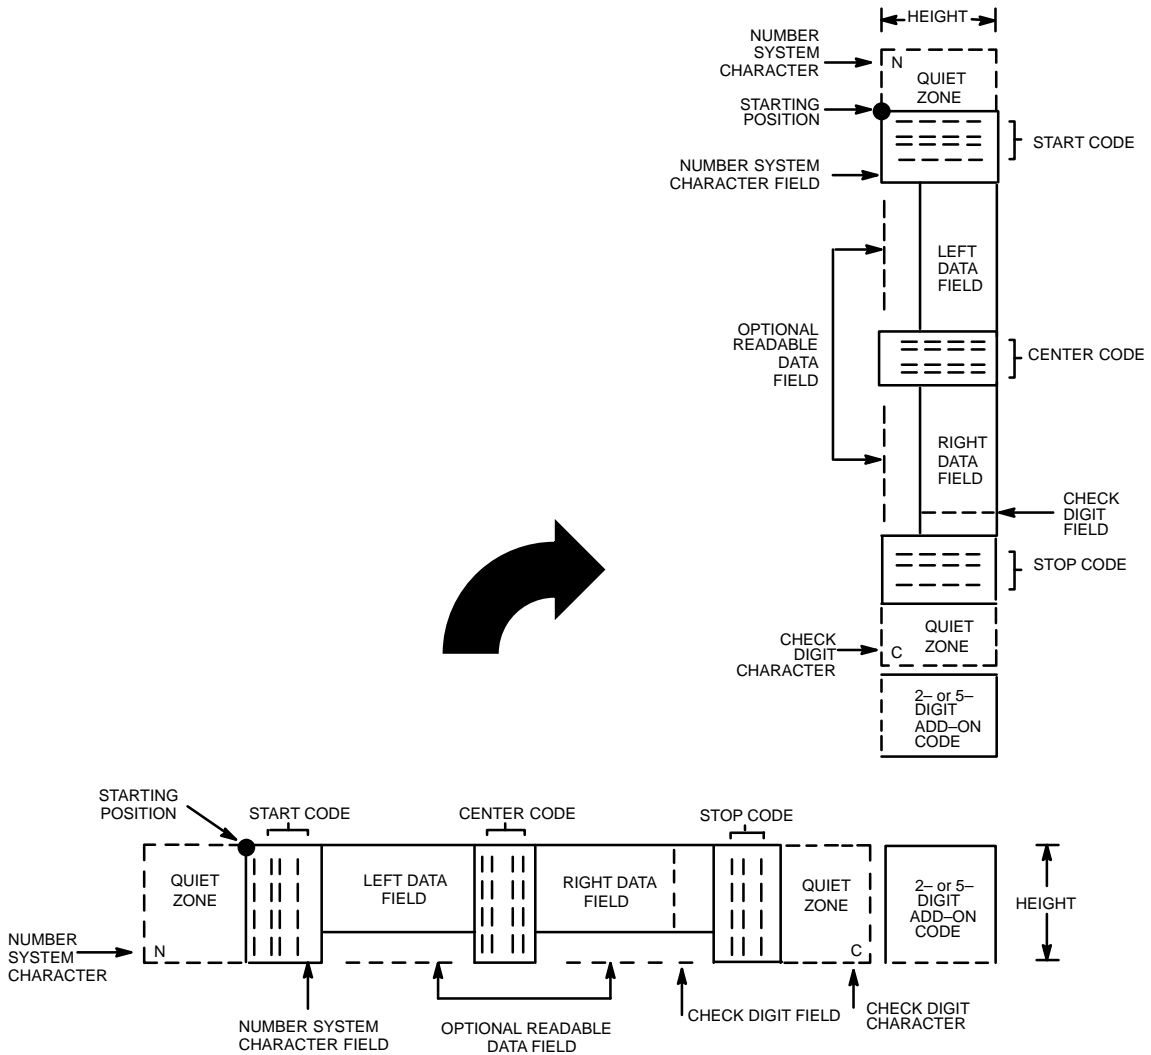 HEIGHT
NUMBER
SYSTEM
CHARACTER
N
QUIET
ZONE
STARTING
POSITION
START CODE
NUMBER SYSTEM
CHARACTER FIELD
LEFT
DATA
FIELD
OPTIONAL
READABLE
DATA
FIELD
CENTER CODE
RIGHT
DATA
FIELD
CHECK
DIGIT
FIELD
STOP CODE
QUIET
ZONE
C
CHECK
DIGIT
CHARACTER
2– or 5–
DIGIT
ADD–ON
CODE
STARTING
POSITION
START CODE
CENTER CODE
STOP CODE
QUIET
ZONE
N
LEFT DATA
FIELD
RIGHT DATA
FIELD
QUIET
ZONE
C
2– or 5–
DIGIT
ADD–ON
CODE
HEIGHT
NUMBER
SYSTEM
CHARACTER
NUMBER SYSTEM
CHARACTER FIELD
OPTIONAL READABLE
DATA FIELD
CHECK DIGIT FIELD
CHECK DIGIT
CHARACTER